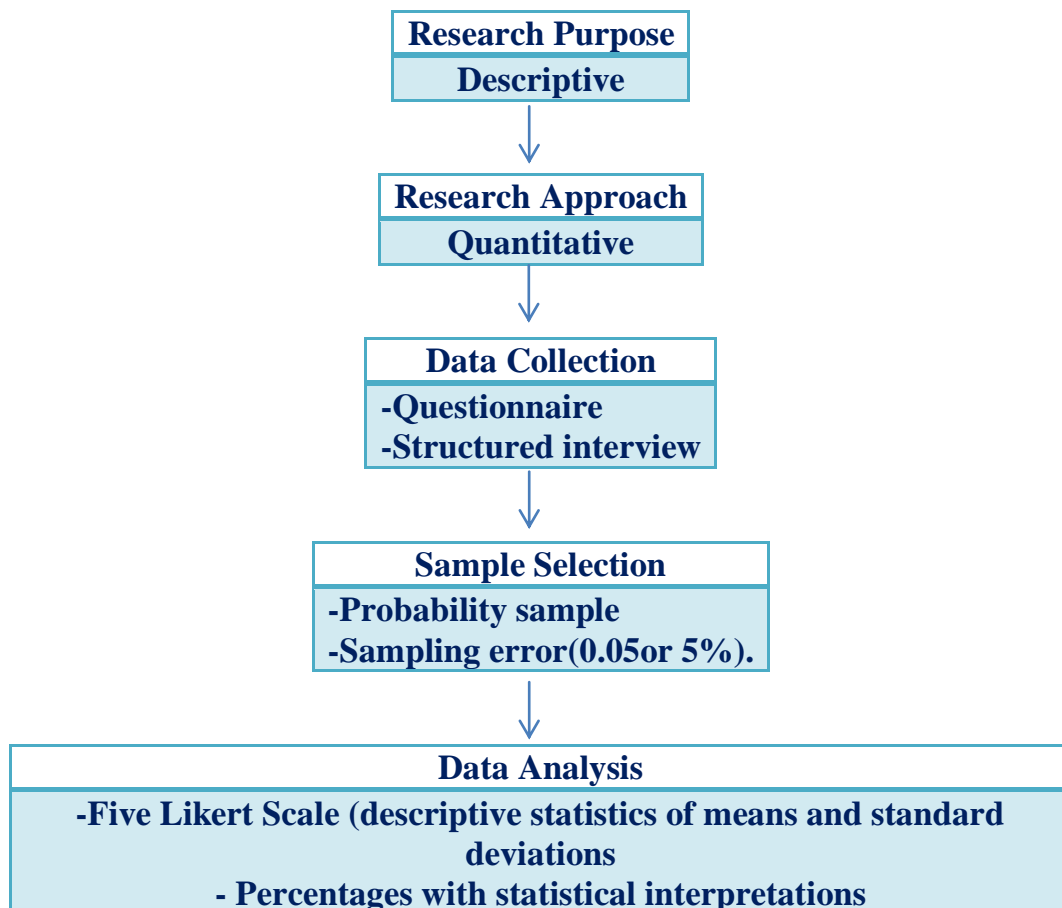 Research Purpose
Descriptive
Research Approach
Quantitative
Data Collection
-Questionnaire
-Structured interview
Sample Selection
-Probability sample
-Sampling error(0.05or 5%).
Data Analysis
-Five Likert Scale (descriptive statistics of means and standard
deviations
- Percentages with statistical interpretations